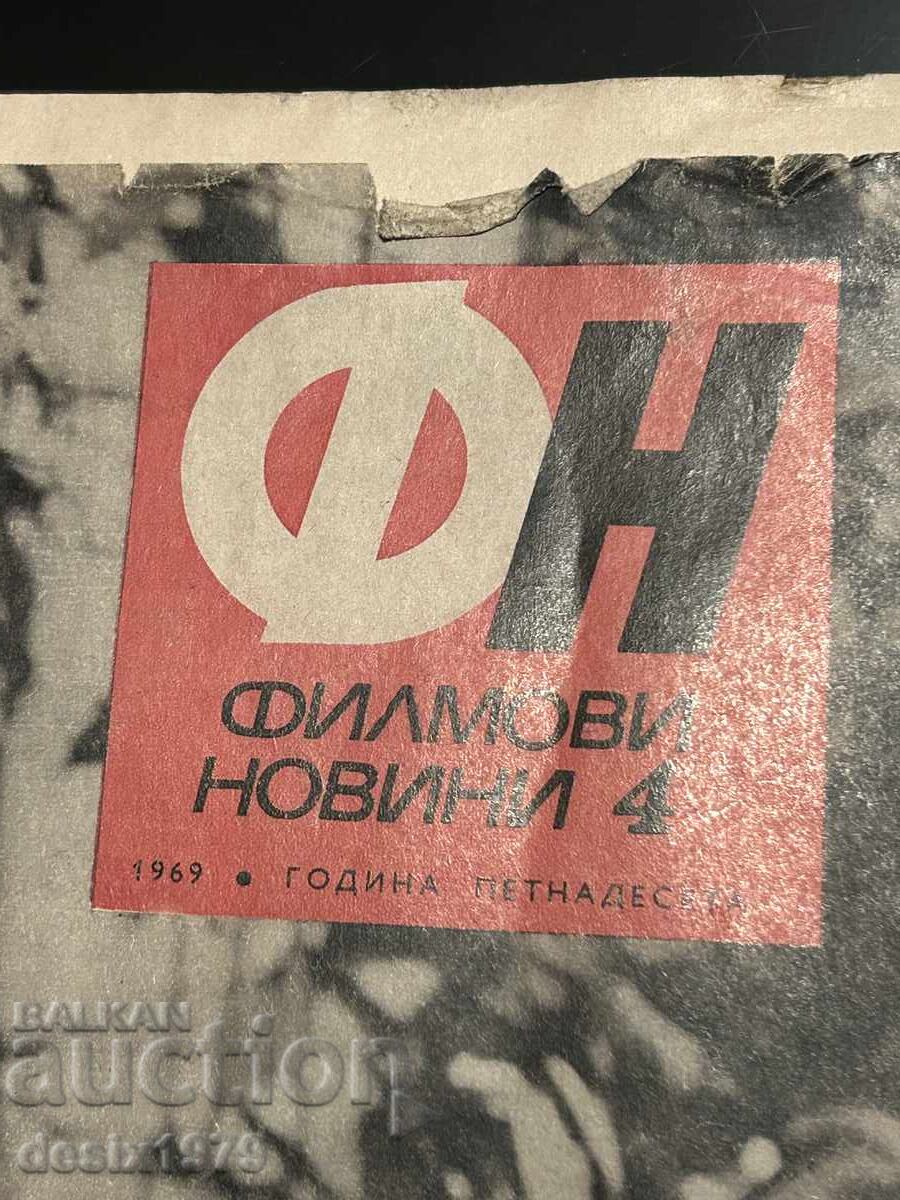 ФН
ФИЛМОВИ
НОВИНИ 4
1969 • ГОДИНА ПЕТНАДЕСЕТА
BALKAN
auction
desix1979